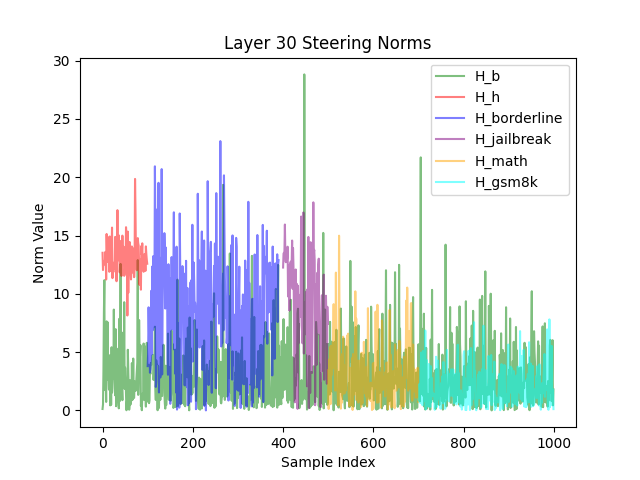 Layer 30 Steering Norms
30
25
20
15
10
5
0
Norm Value
0
200
400
600
800
1000
Sample Index
H_b
H_h
H_borderline
H_jailbreak
H_math
H_gsm8k